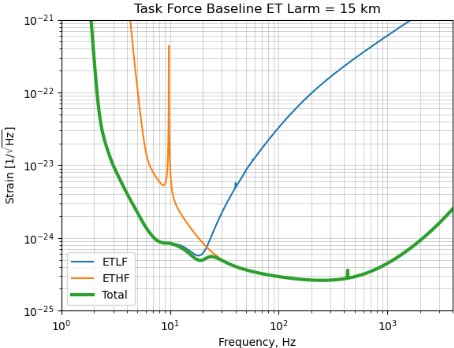 Task Force Baseline ET Larm = 15 km
Strain [1/√Hz]
10⁻²¹
10⁻²²
10⁻²³
10⁻²⁴
10⁻²⁵
ETLF
ETHF
Total
10⁰ 10¹ 10² 10³
Frequency, Hz